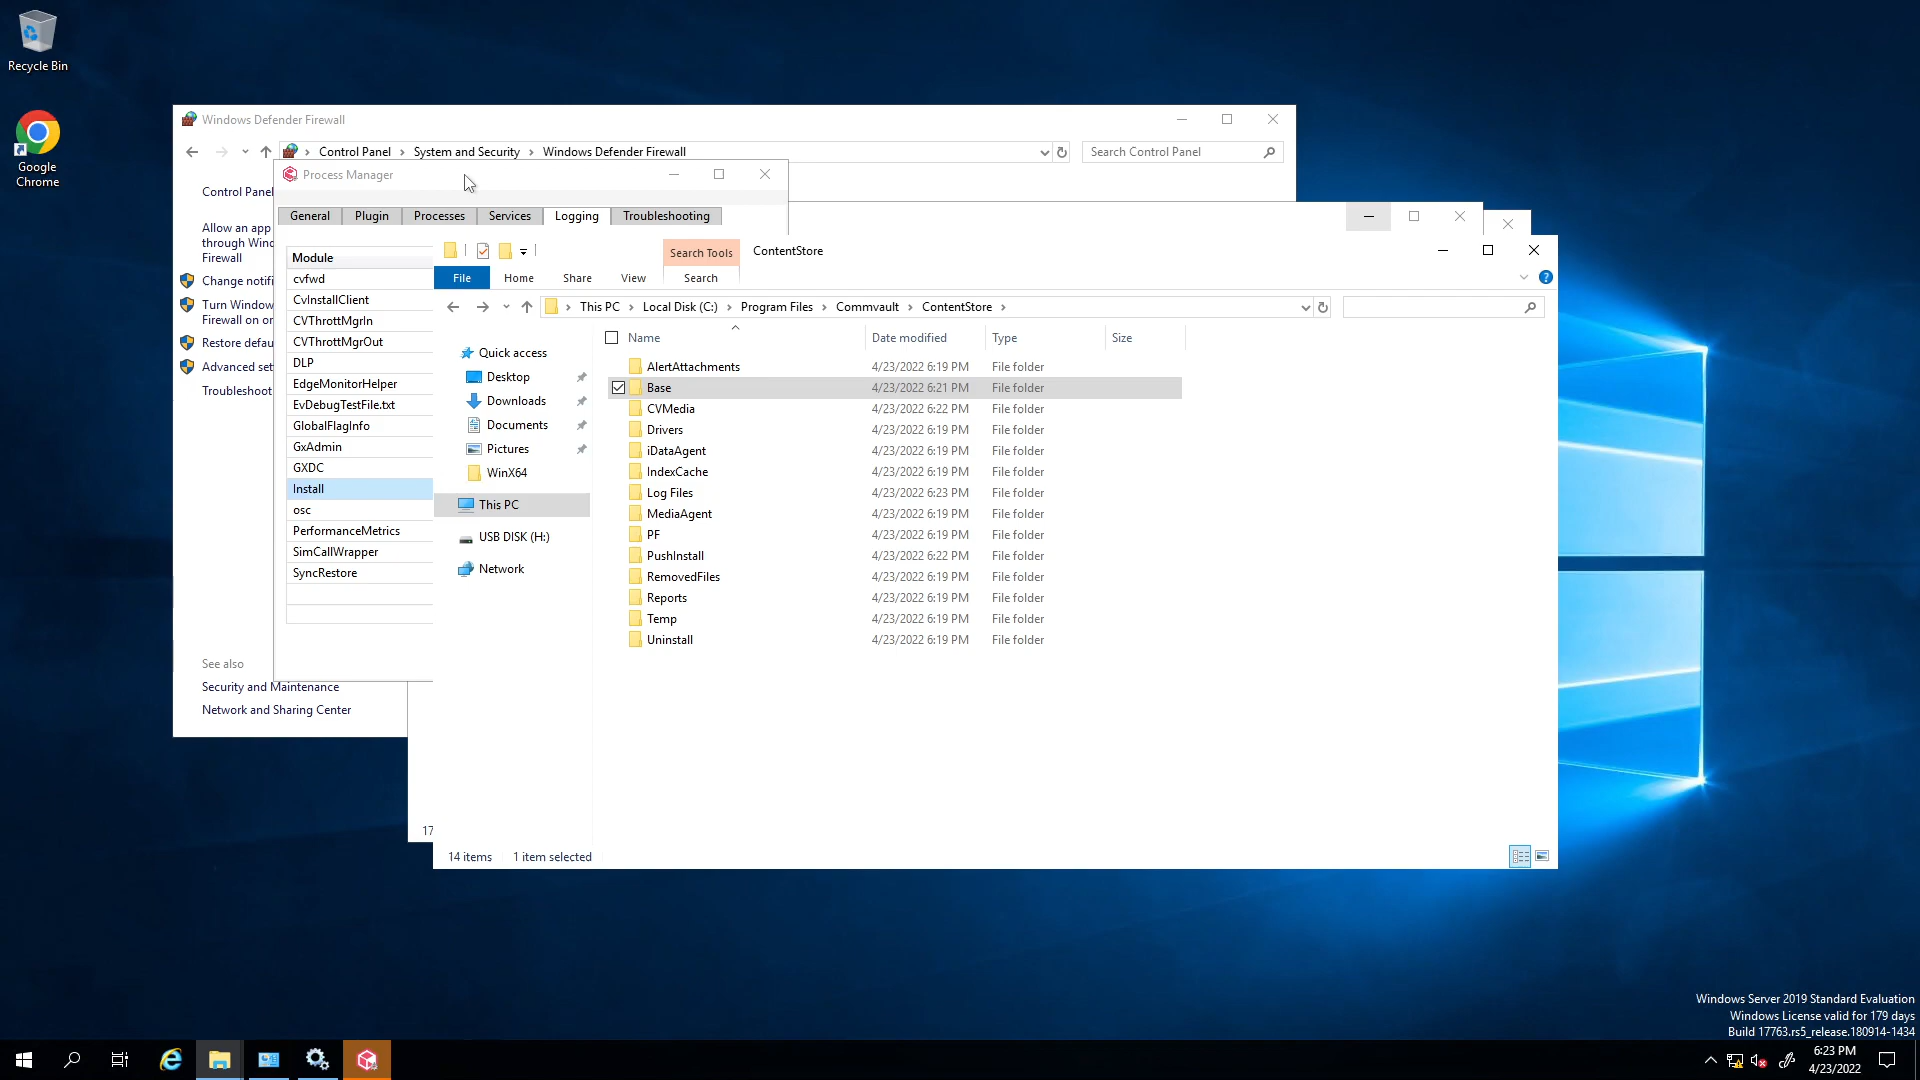 Recycle Bin
Google
Chrome
Windows Defender Firewall
Control Panel
System and Security
Windows Defender Firewall
Search Control Panel
Control Panel
Allow an app
through Wind
Firewall
Change notifi
Turn Window
Firewall on or
Restore defau
Advanced set
Troubleshoot
See also
Security and Maintenance
Network and Sharing Center
Process Manager
General
Plugin
Processes
Services
Logging
Troubleshooting
Module
cvfwd
CvInstallClient
CVThrottMgrIn
CVThrottMgrOut
DLP
EdgeMonitorHelper
EvDebugTestFile.txt
GlobalFlagInfo
GxAdmin
GXDC
Install
osc
PerformanceMetrics
SimCallWrapper
SyncRestore
17
Search Tools
ContentStore
File
Home
Share
View
Search
This PC
Local Disk (C:)
Program Files
Commvault
ContentStore
Quick access
Desktop
Downloads
Documents
Pictures
WinX64
This PC
USB DISK (H:)
Network
Name Date modified Type Size
AlertAttachments 4/23/2022 6:19 PM File folder
Base 4/23/2022 6:21 PM File folder
CVMedia 4/23/2022 6:22 PM File folder
Drivers 4/23/2022 6:19 PM File folder
iDataAgent 4/23/2022 6:19 PM File folder
IndexCache 4/23/2022 6:19 PM File folder
Log Files 4/23/2022 6:23 PM File folder
MediaAgent 4/23/2022 6:19 PM File folder
PF 4/23/2022 6:19 PM File folder
PushInstall 4/23/2022 6:22 PM File folder
RemovedFiles 4/23/2022 6:19 PM File folder
Reports 4/23/2022 6:19 PM File folder
Temp 4/23/2022 6:19 PM File folder
Uninstall 4/23/2022 6:19 PM File folder
14 items 1 item selected
Windows Server 2019 Standard Evaluation
Windows License valid for 179 days
Build 17763.rs5_release.180914-1434
6:23 PM
4/23/2022